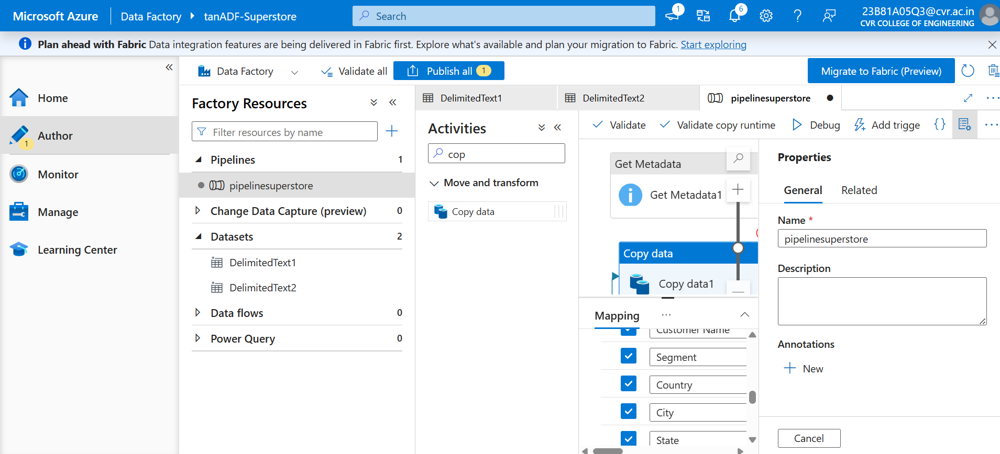 Microsoft Azure
Data Factory
tanADF-Superstore
Search
1
6
23B81A05Q3@cvr.ac.in
CVR COLLEGE OF ENGINEERING
Plan ahead with Fabric Data integration features are being delivered in Fabric first. Explore what's available and plan your migration to Fabric. Start exploring
Home
Author
1
Monitor
Manage
Learning Center
Data Factory
Validate all
Publish all 1
Migrate to Fabric (Preview)
Factory Resources
Filter resources by name
Pipelines 1
pipelinesuperstore
Change Data Capture (preview) 0
Datasets 2
DelimitedText1
DelimitedText2
Data flows 0
Power Query 0
DelimitedText1
DelimitedText2
pipelinesuperstore
Activities
cop
Move and transform
Copy data
Validate
Validate copy runtime
Debug
Add trigge
{}
Get Metadata
Get Metadata1
Copy data
Copy data1
Mapping
Customer Name
Segment
Country
City
State
Properties
General
Related
Name *
pipelinesuperstore
Description
Annotations
New
Cancel